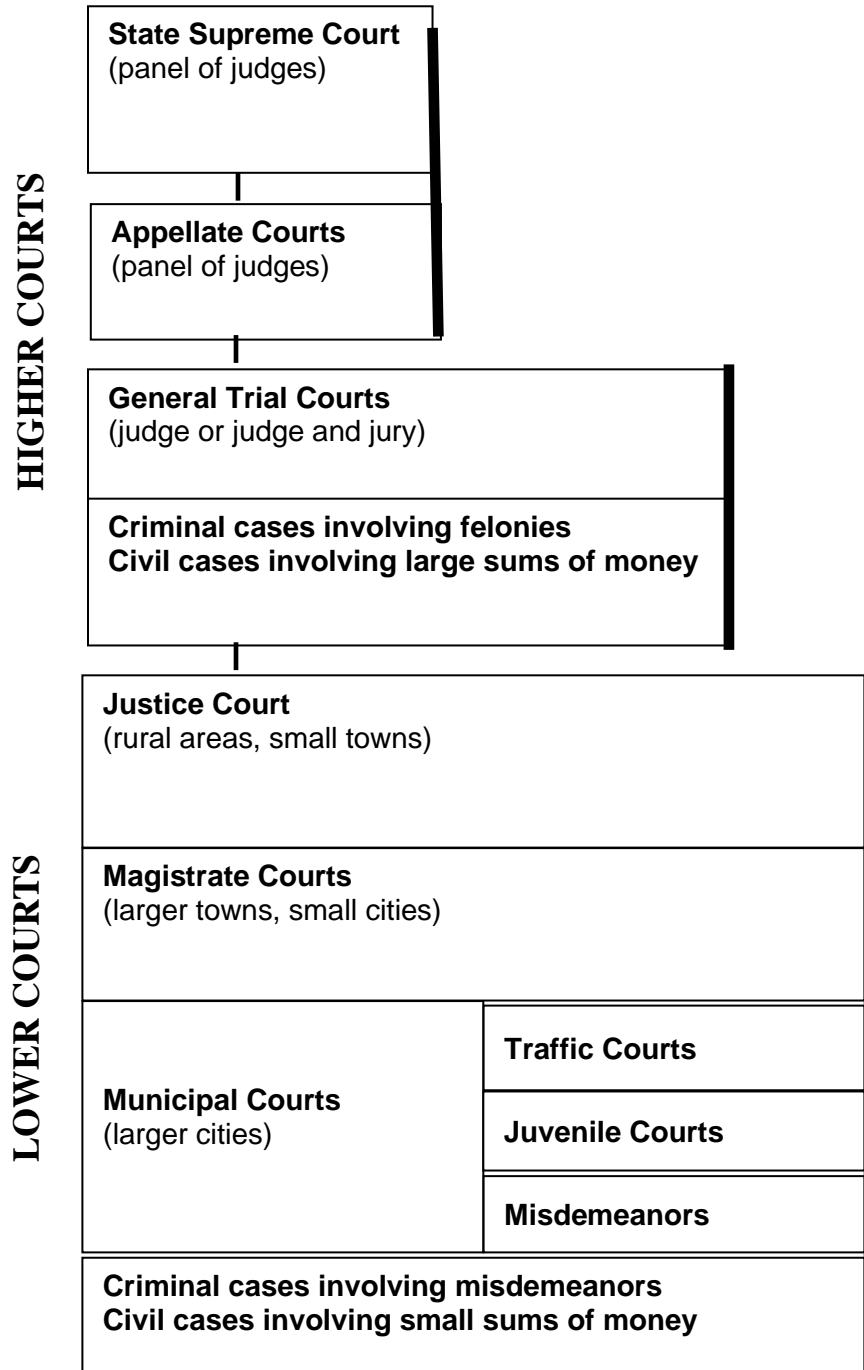 HIGHER COURTS
State Supreme Court
(panel of judges)
Appellate Courts
(panel of judges)
General Trial Courts
(judge or judge and jury)
Criminal cases involving felonies
Civil cases involving large sums of money
LOWER COURTS
Justice Court
(rural areas, small towns)
Magistrate Courts
(larger towns, small cities)
Municipal Courts
(larger cities)
Traffic Courts
Juvenile Courts
Misdemeanors
Criminal cases involving misdemeanors
Civil cases involving small sums of money